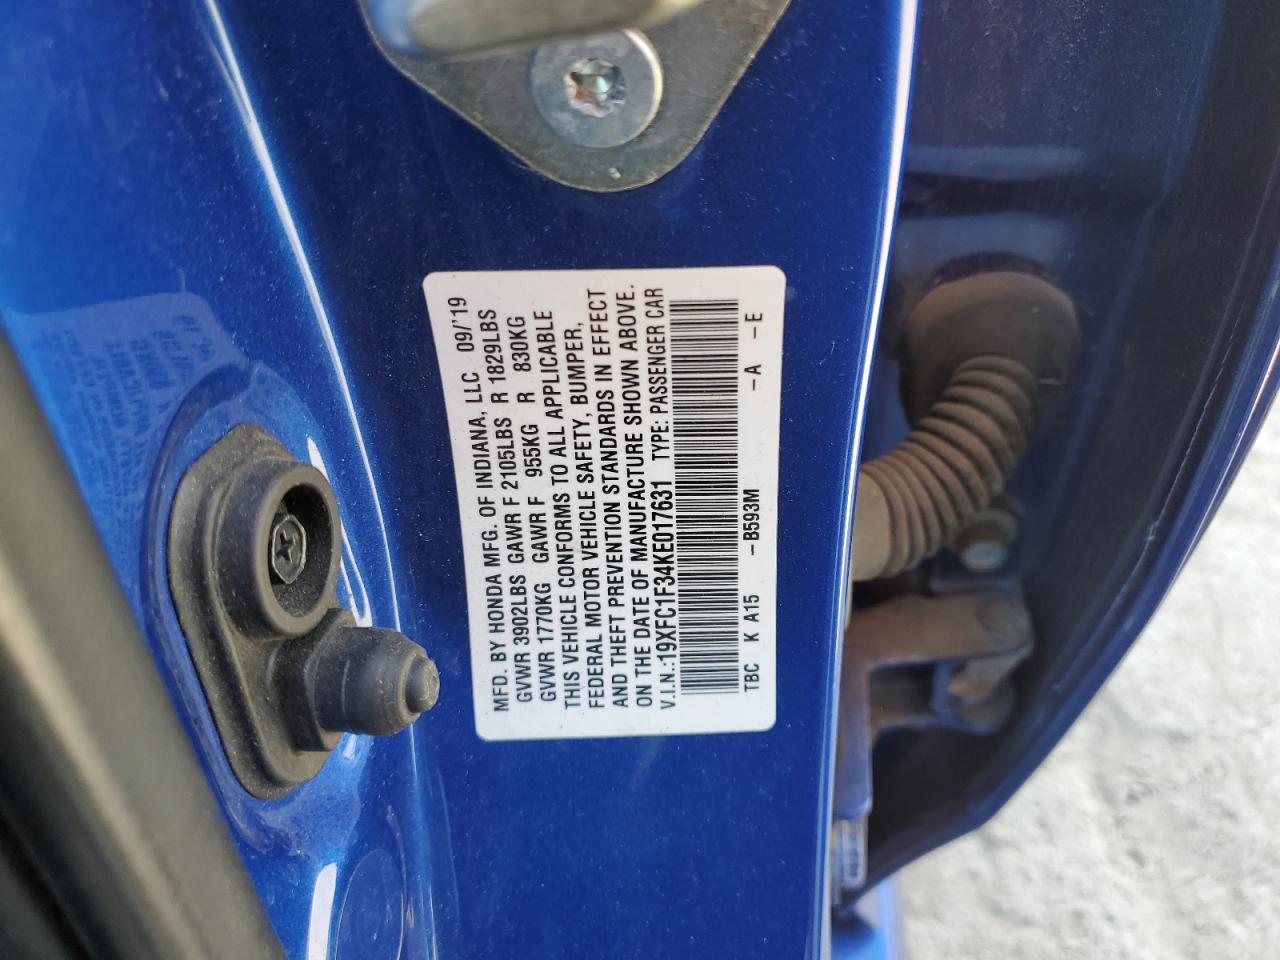 MFD. BY HONDA MFG. OF INDIANA, LLC 09/'19
GVWR 3902LBS GAWR F 2105LBS R 1829LBS
GVWR 1770KG GAWR F 955KG R 830KG
THIS VEHICLE CONFORMS TO ALL APPLICABLE
FEDERAL MOTOR VEHICLE SAFETY, BUMPER,
AND THEFT PREVENTION STANDARDS IN EFFECT
ON THE DATE OF MANUFACTURE SHOWN ABOVE.
V.I.N.:19XFC1F34KE017631 TYPE: PASSENGER CAR
TBC K A15 -B593M -A -E